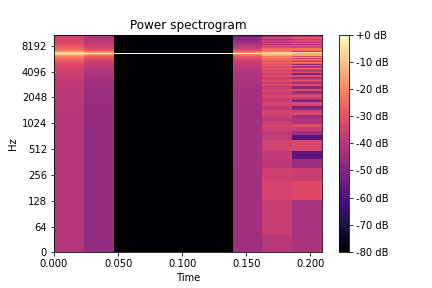 Power spectrogram
8192
4096
2048
1024
512
256
128
64
0
Hz
0.000 0.050 0.100 0.150 0.200
Time
+0 dB
-10 dB
-20 dB
-30 dB
-40 dB
-50 dB
-60 dB
-70 dB
-80 dB